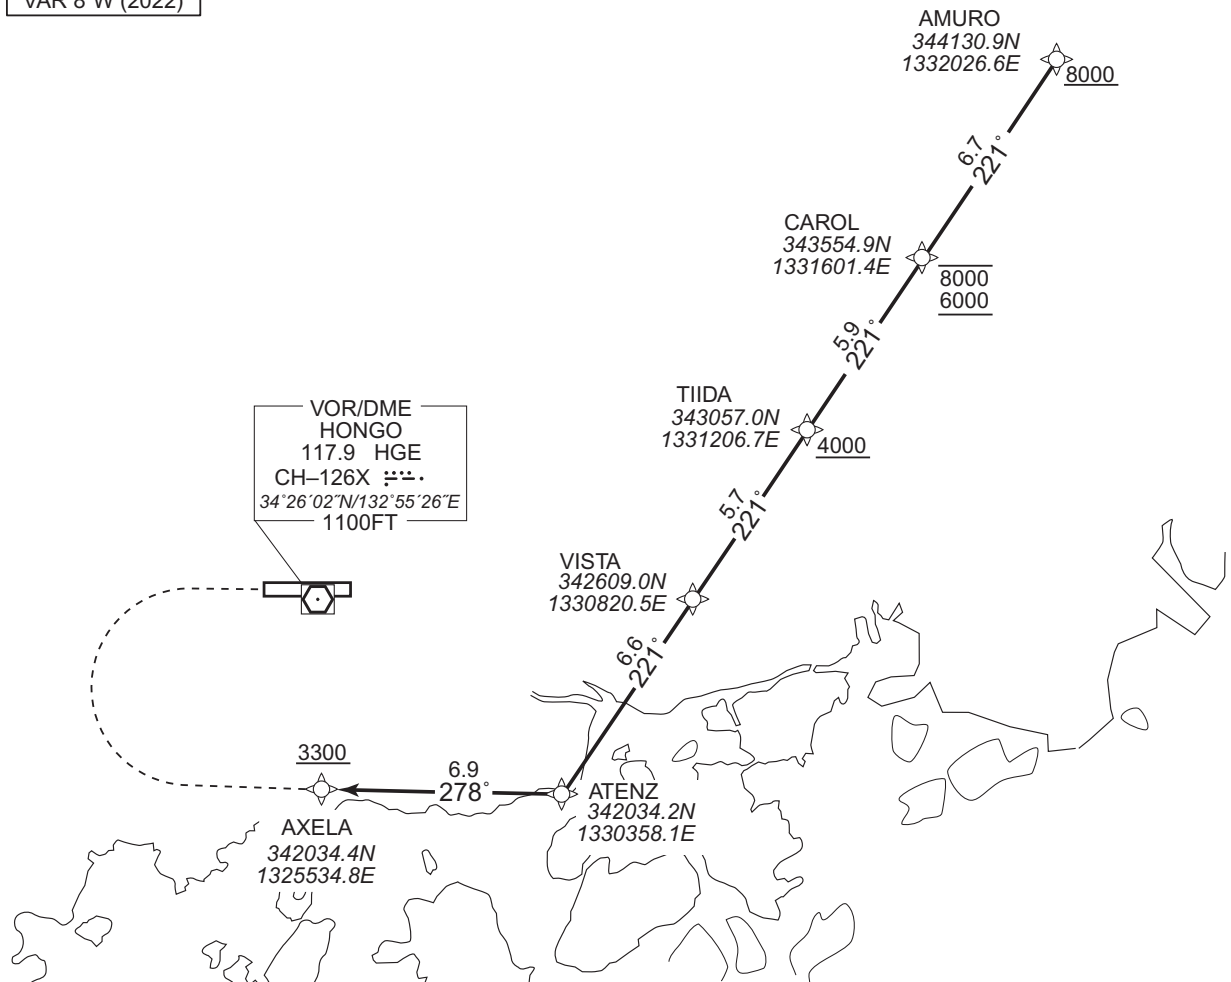 VAR 8°W (2022)
AMURO
344130.9N
1332026.6E
8000
6.7
221°
CAROL
343554.9N
1331601.4E
8000
6000
5.9
221°
TIIDA
343057.0N
1331206.7E
4000
5.7
221°
VOR/DME
HONGO
117.9 HGE
CH–126X
34°26′02″N/132°55′26″E
1100FT
VISTA
342609.0N
1330820.5E
6.6
221°
3300
6.9
278°
ATENZ
342034.2N
1330358.1E
AXELA
342034.4N
1325534.8E